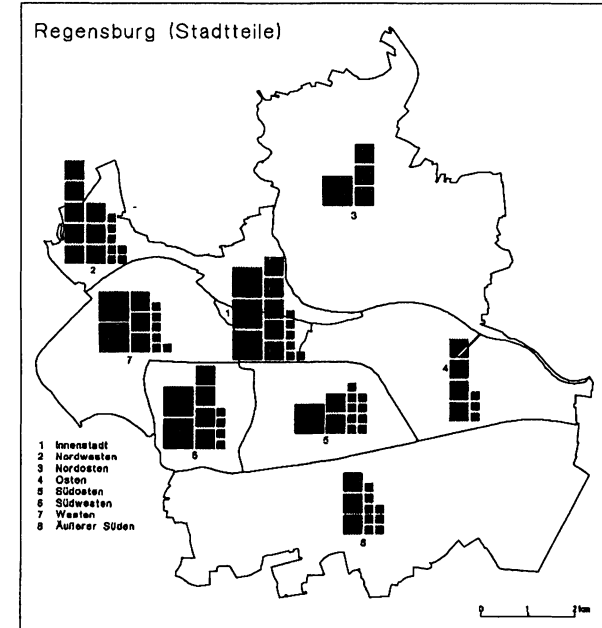 Regensburg (Stadtteile)
3
2
1
7
4
6
5
8
1 Innenstadt
2 Nordwesten
3 Nordosten
4 Osten
5 Südosten
6 Südwesten
7 Westen
8 Äußerer Süden
0 1 2km